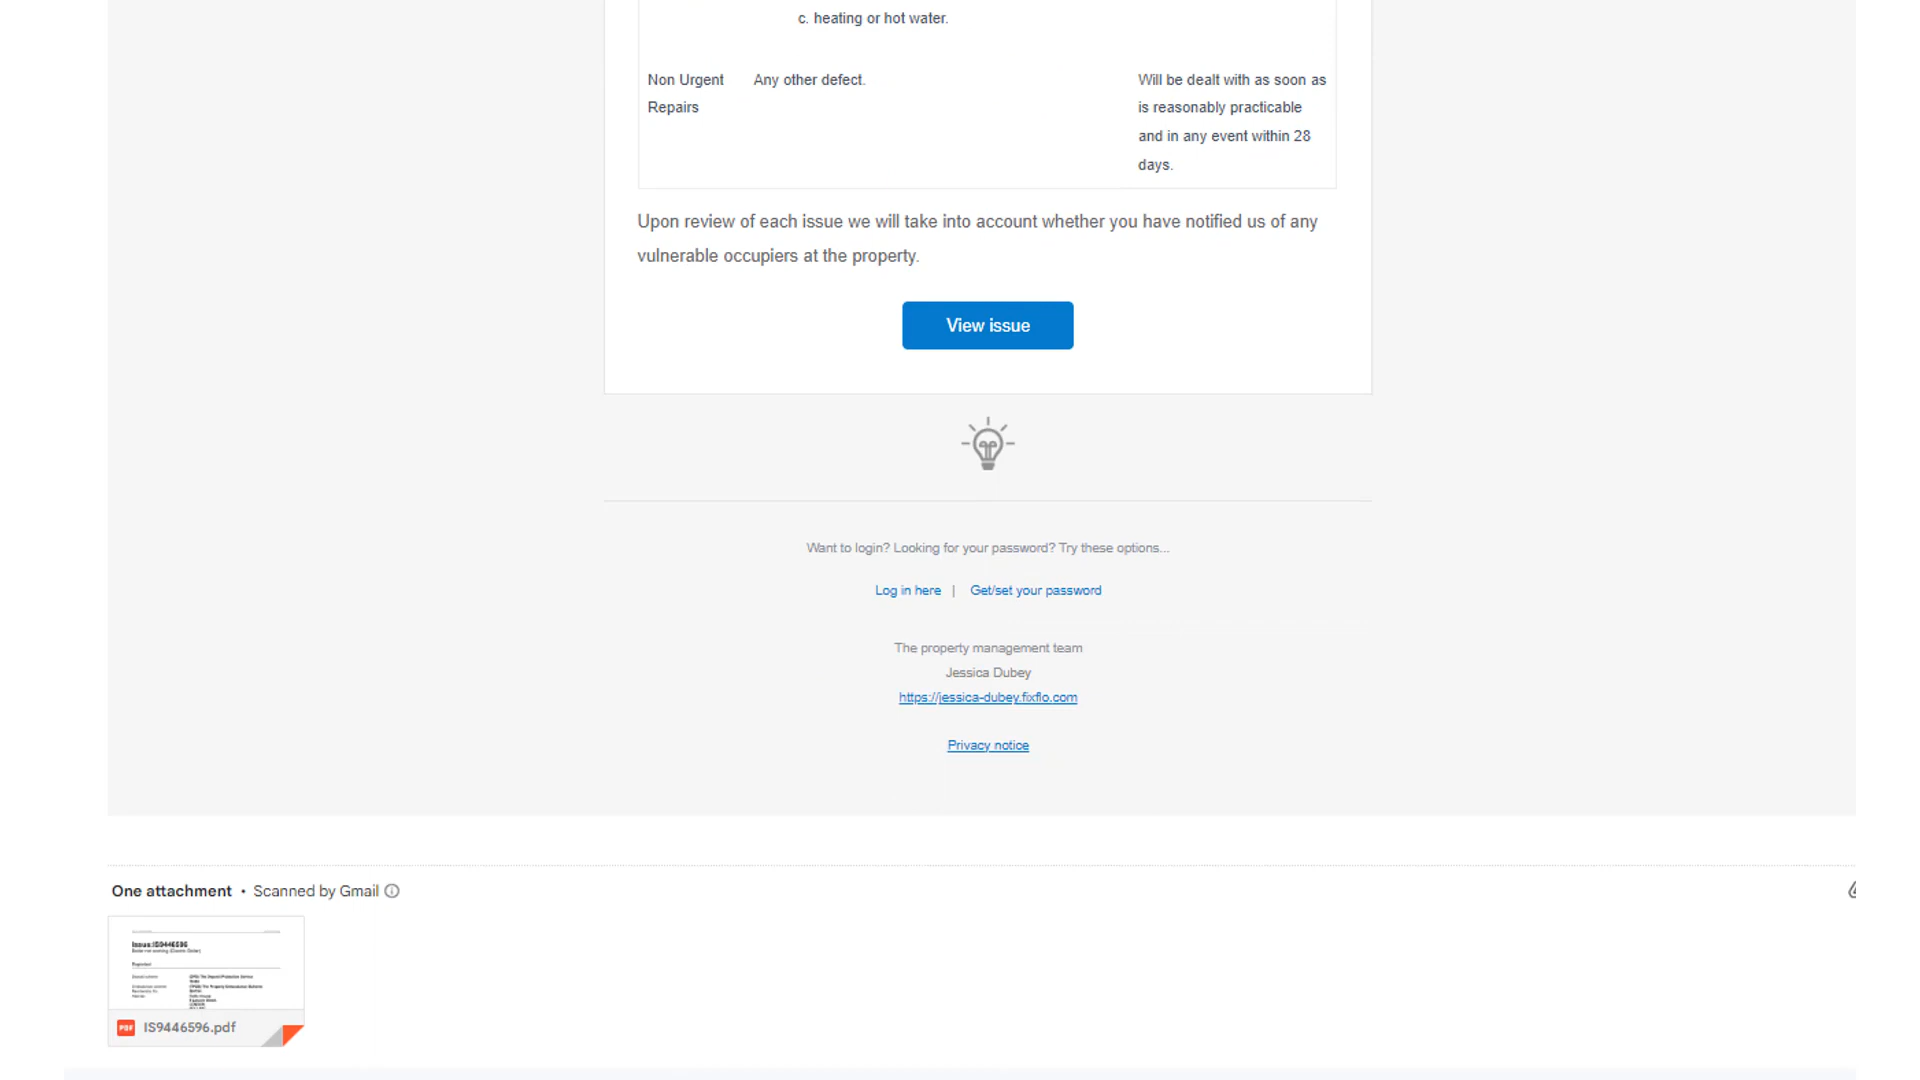 c. heating or hot water.
Non Urgent Repairs
Any other defect.
Will be dealt with as soon as
is reasonably practicable
and in any event within 28
days.
Upon review of each issue we will take into account whether you have notified us of any
vulnerable occupiers at the property.
View issue
Want to login? Looking for your password? Try these options...
Log in here | Get/set your password
The property management team
Jessica Dubey
https://jessica-dubey.fixflo.com
Privacy notice
One attachment • Scanned by Gmail
Issue:IS9446596
PDF IS9446596.pdf